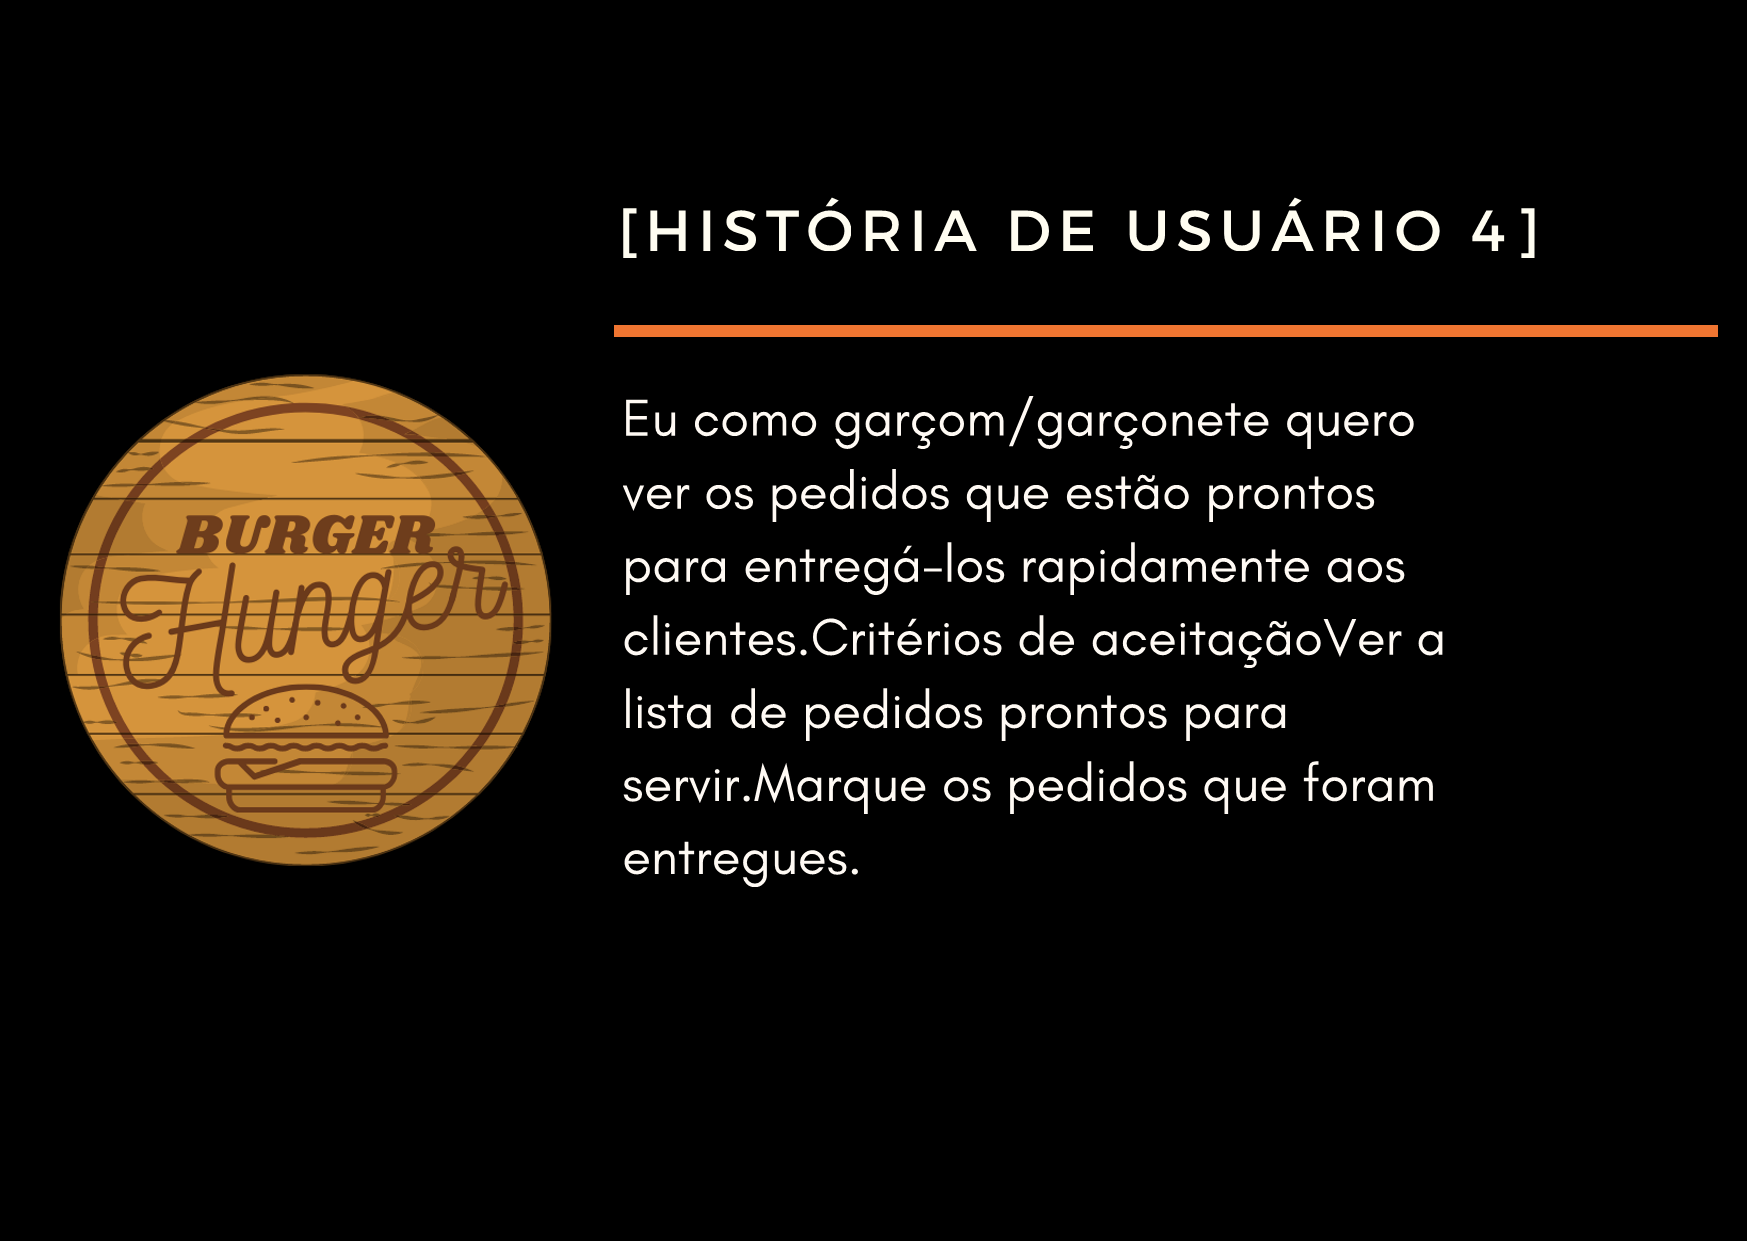 [HISTÓRIA DE USUÁRIO 4]
BURGER
Hunger
Eu como garçom/garçonete quero
ver os pedidos que estão prontos
para entregá-los rapidamente aos
clientes.Critérios de aceitaçãoVer a
lista de pedidos prontos para
servir.Marque os pedidos que foram
entregues.